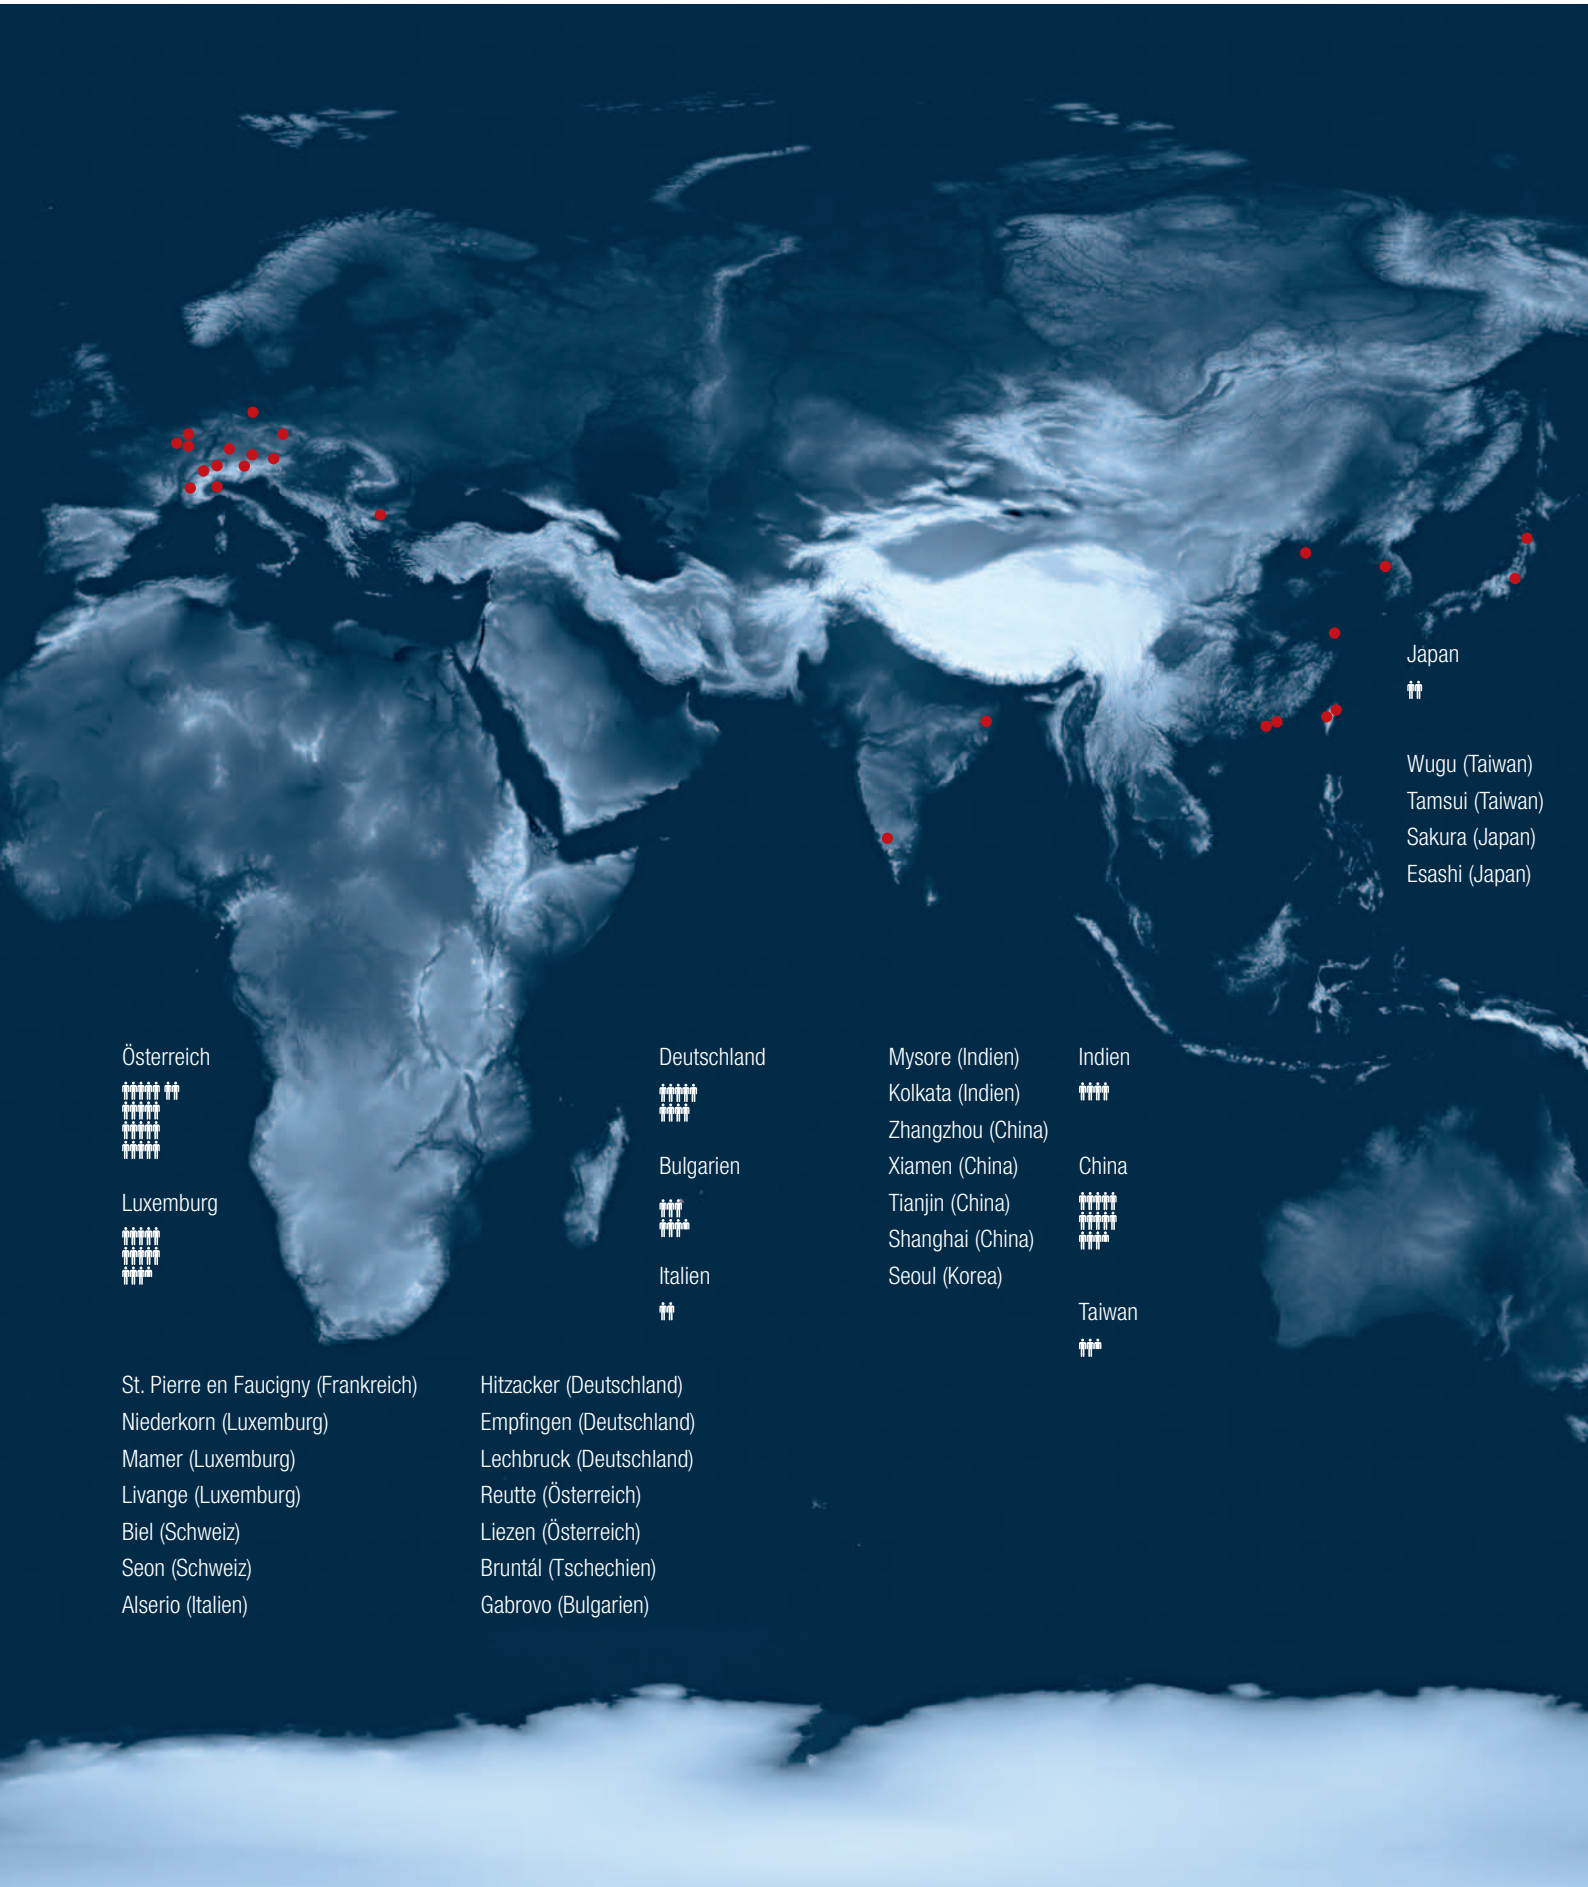 Japan
Wugu (Taiwan)
Tamsui (Taiwan)
Sakura (Japan)
Esashi (Japan)
Österreich
Luxemburg
Deutschland
Bulgarien
Italien
Mysore (Indien)
Kolkata (Indien)
Zhangzhou (China)
Xiamen (China)
Tianjin (China)
Shanghai (China)
Seoul (Korea)
Indien
China
Taiwan
St. Pierre en Faucigny (Frankreich)
Niederkorn (Luxemburg)
Mamer (Luxemburg)
Livange (Luxemburg)
Biel (Schweiz)
Seon (Schweiz)
Alserio (Italien)
Hitzacker (Deutschland)
Empfingen (Deutschland)
Lechbruck (Deutschland)
Reutte (Österreich)
Liezen (Österreich)
Bruntál (Tschechien)
Gabrovo (Bulgarien)